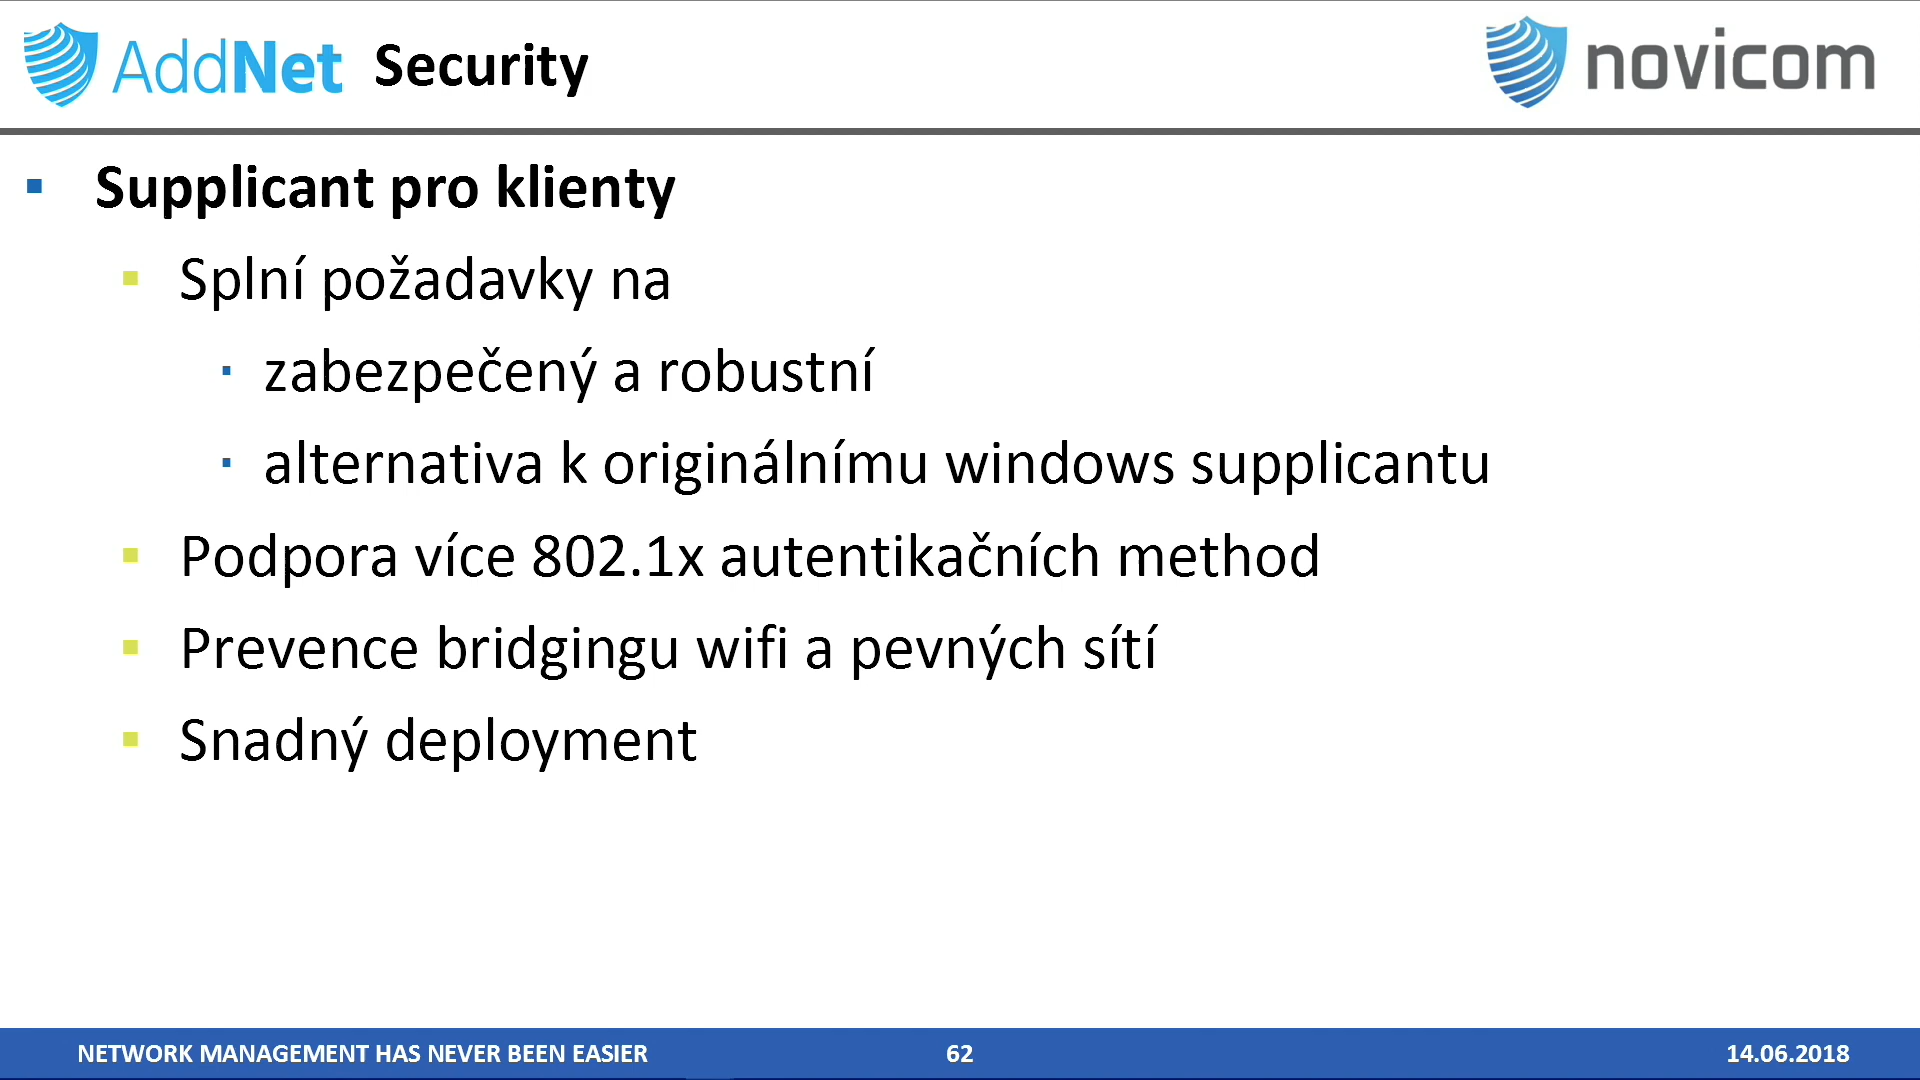 AddNet Security
novicom
Supplicant pro klienty
Splní požadavky na
zabezpečený a robustní
alternativa k originálnímu windows supplicantu
Podpora více 802.1x autentikačních method
Prevence bridgingu wifi a pevných sítí
Snadný deployment
NETWORK MANAGEMENT HAS NEVER BEEN EASIER
62
14.06.2018